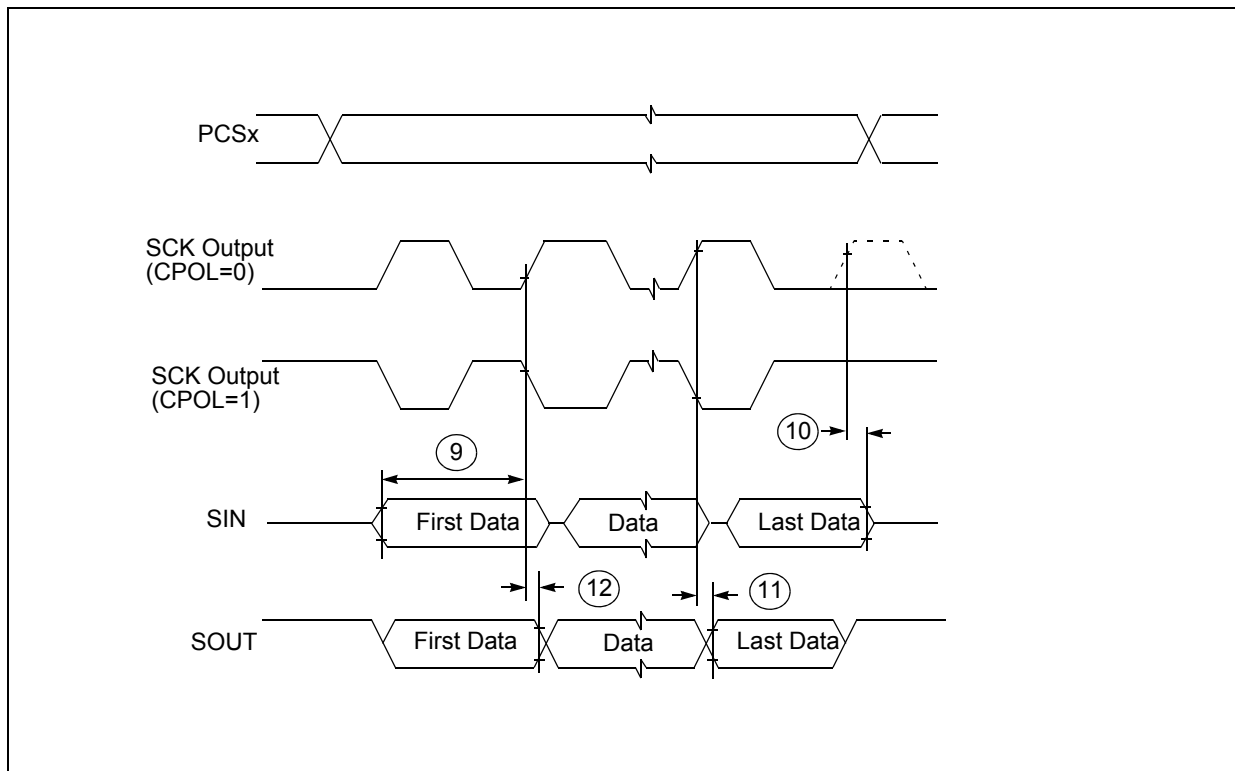 PCSx
SCK Output
(CPOL=0)
SCK Output
(CPOL=1)
10
9
SIN
First Data
Data
Last Data
12
11
SOUT
First Data
Data
Last Data